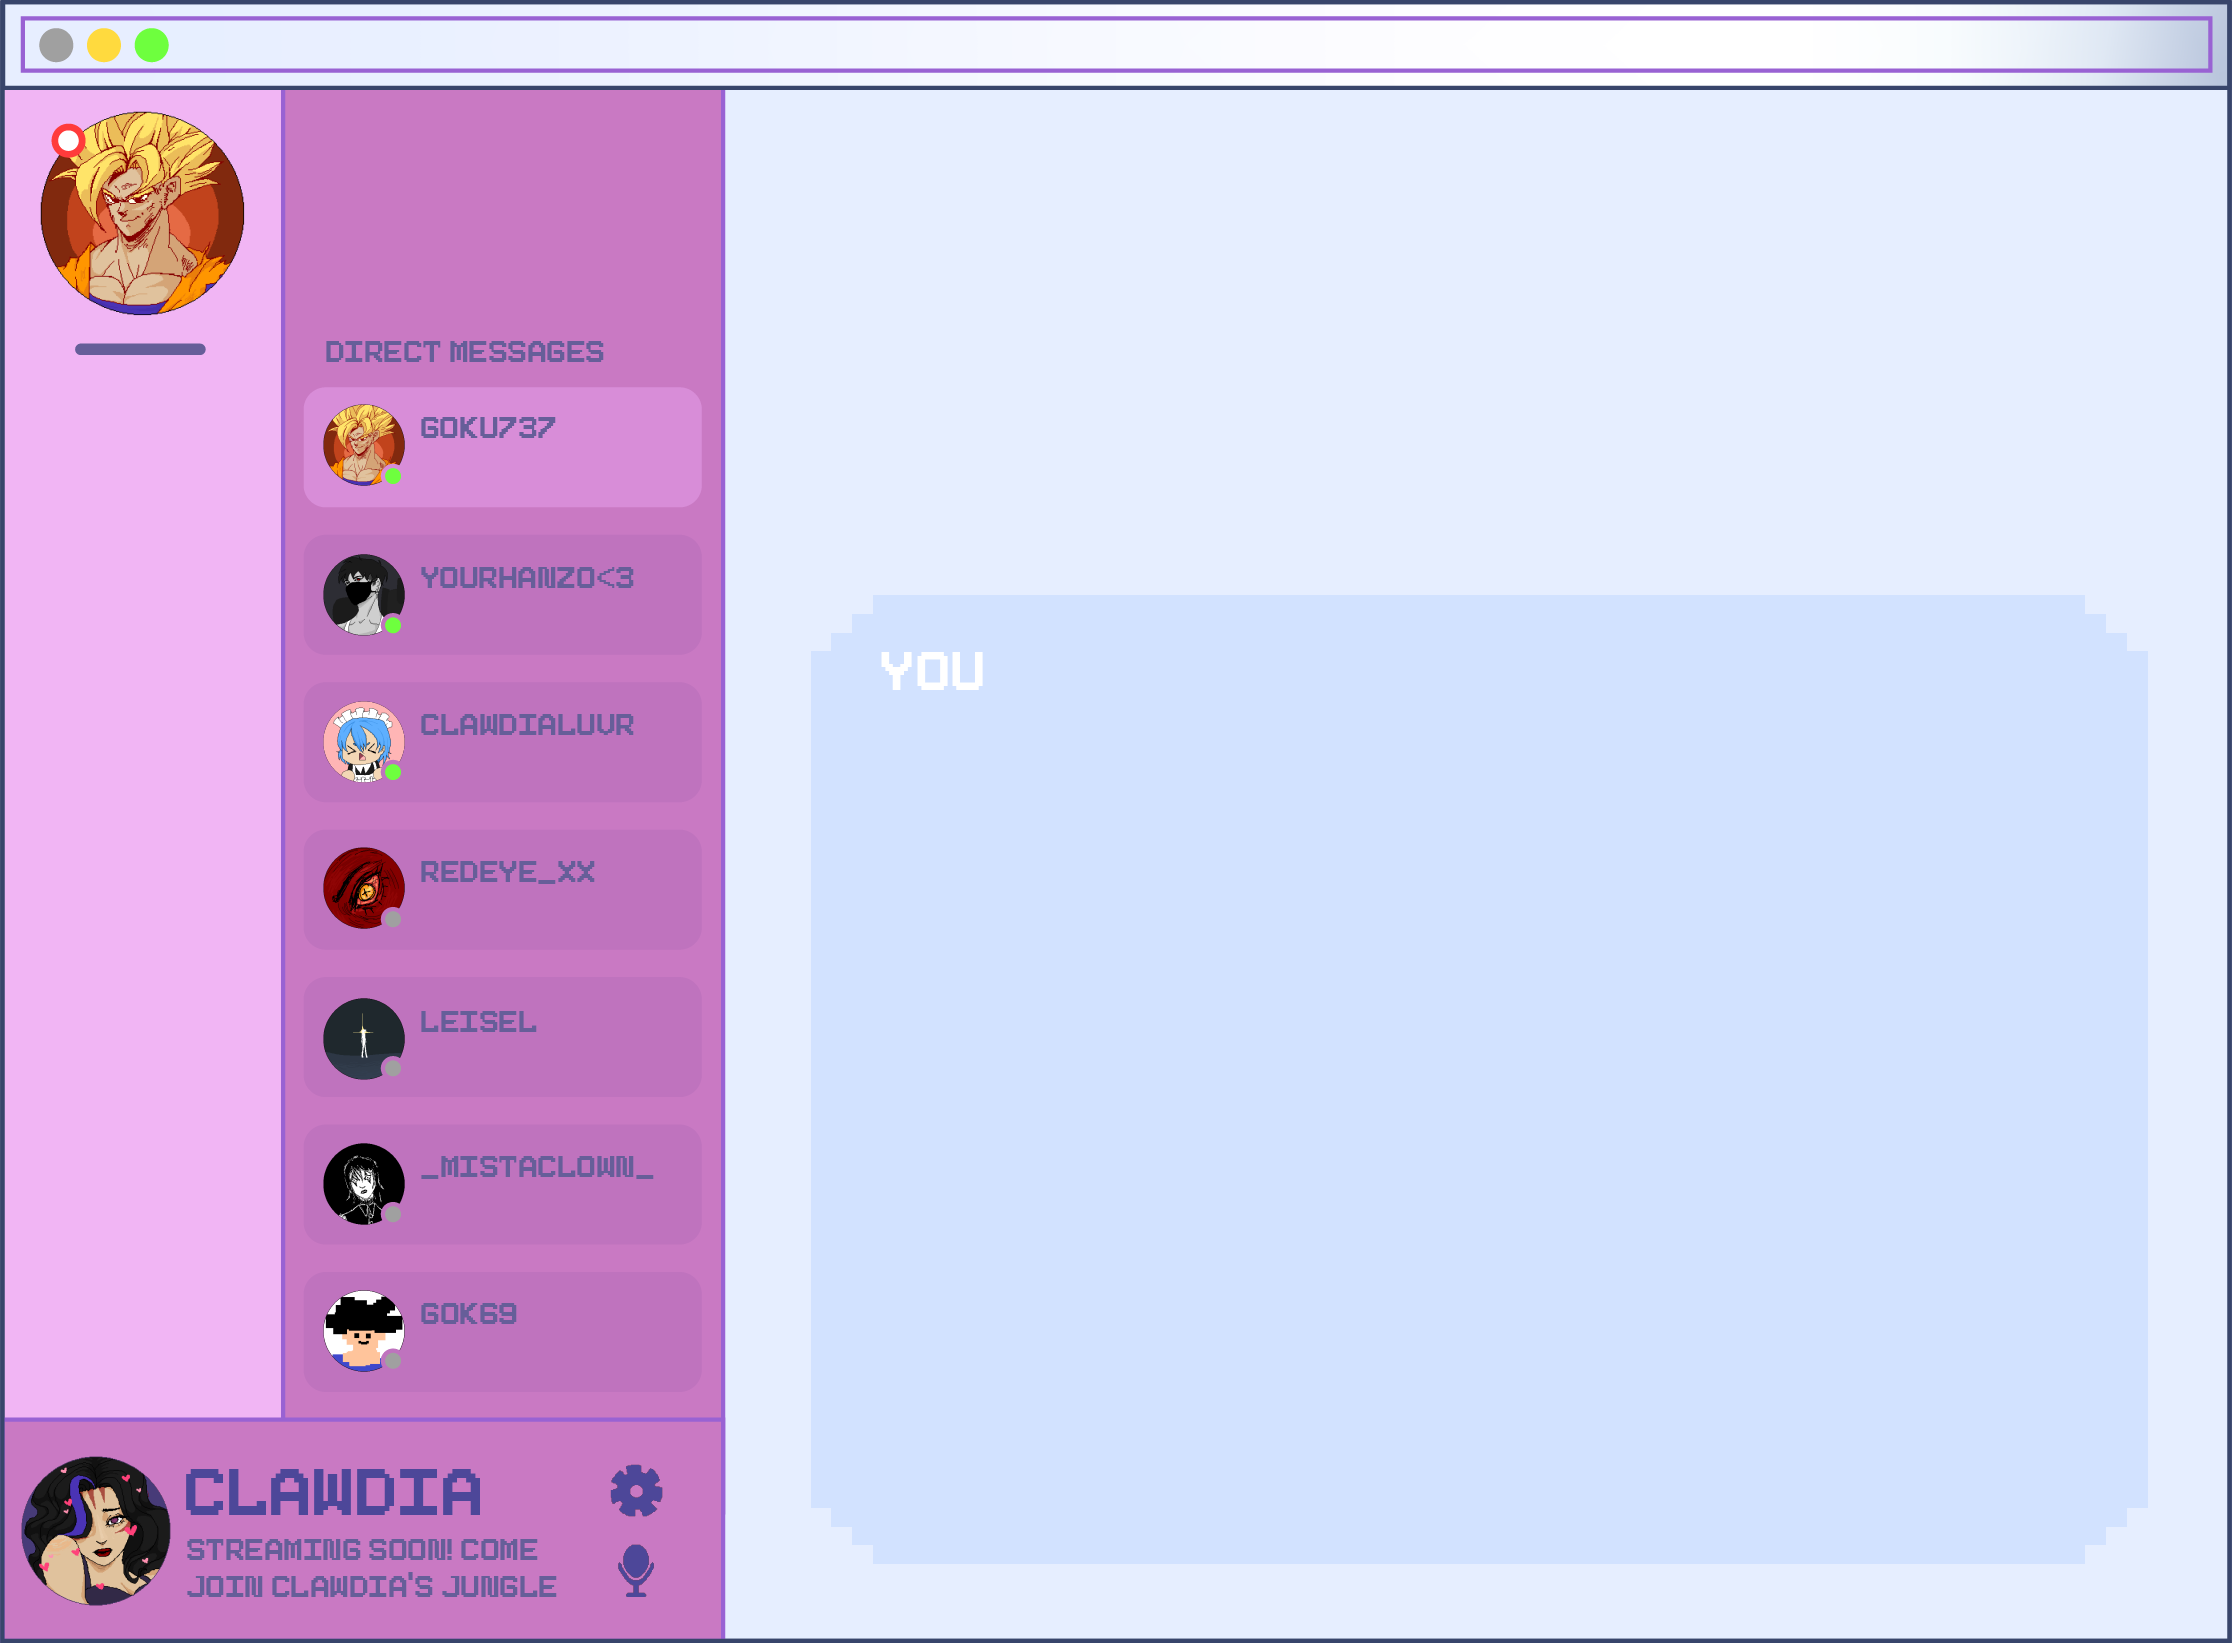 DIRECT MESSAGES
GOKU737
YOURHANZO<3
CLAWDIALUVR
REDEYE_XX
LEISEL
_MISTACLOWN_
GOK69
YOU
CLAWDIA
STREAMING SOON! COME
JOIN CLAWDIA'S JUNGLE